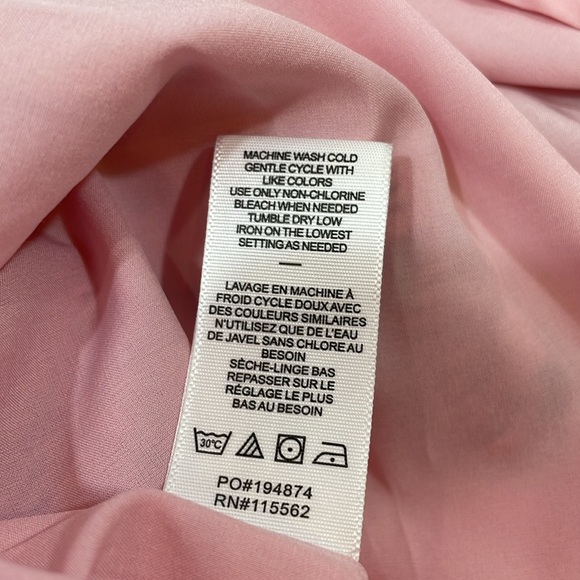 MACHINE WASH COLD
GENTLE CYCLE WITH
LIKE COLORS
USE ONLY NON-CHLORINE
BLEACH WHEN NEEDED
TUMBLE DRY LOW
IRON ON THE LOWEST
SETTING AS NEEDED
—
LAVAGE EN MACHINE À
FROID CYCLE DOUX AVEC
DES COULEURS SIMILAIRES
N'UTILISEZ QUE DE L'EAU
DE JAVEL SANS CHLORE AU
BESOIN
SÈCHE-LINGE BAS
REPASSER SUR LE
RÉGLAGE LE PLUS
BAS AU BESOIN
30°C
PO#194874
RN#115562